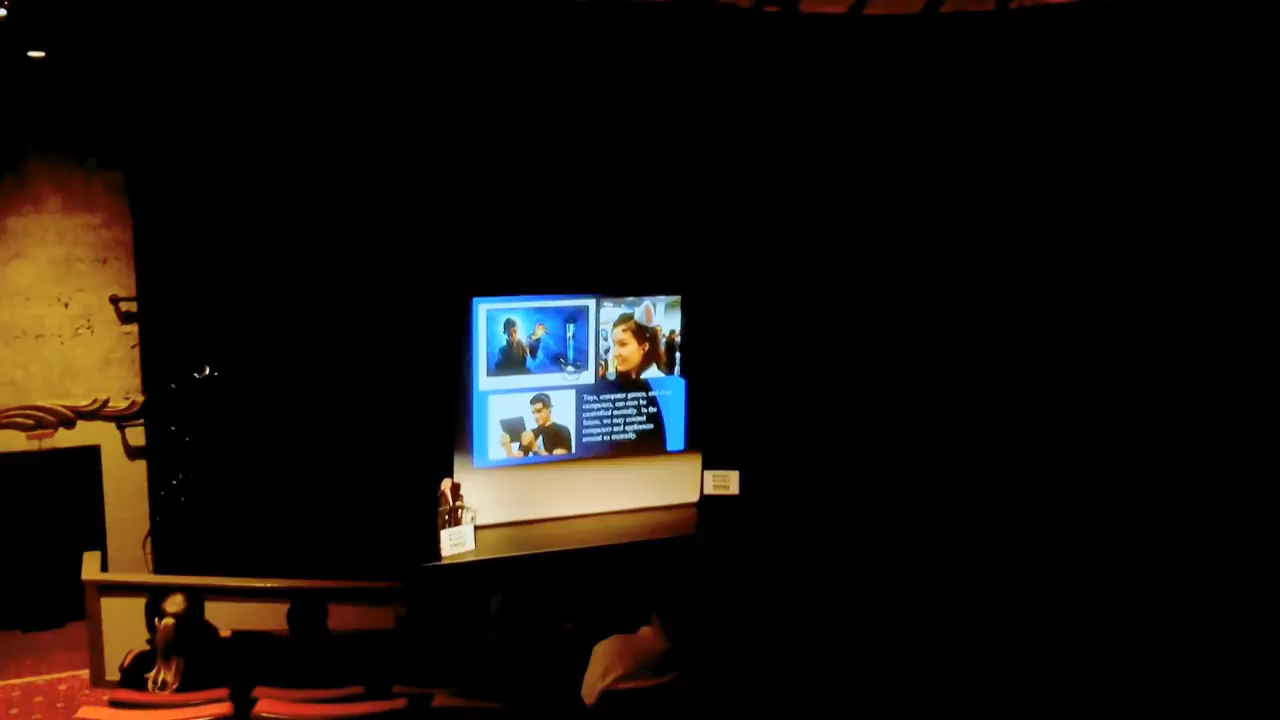 Toys, computer games, and even
computers, can now be
controlled mentally. In the
future, we may control
computers and appliances
around us mentally.